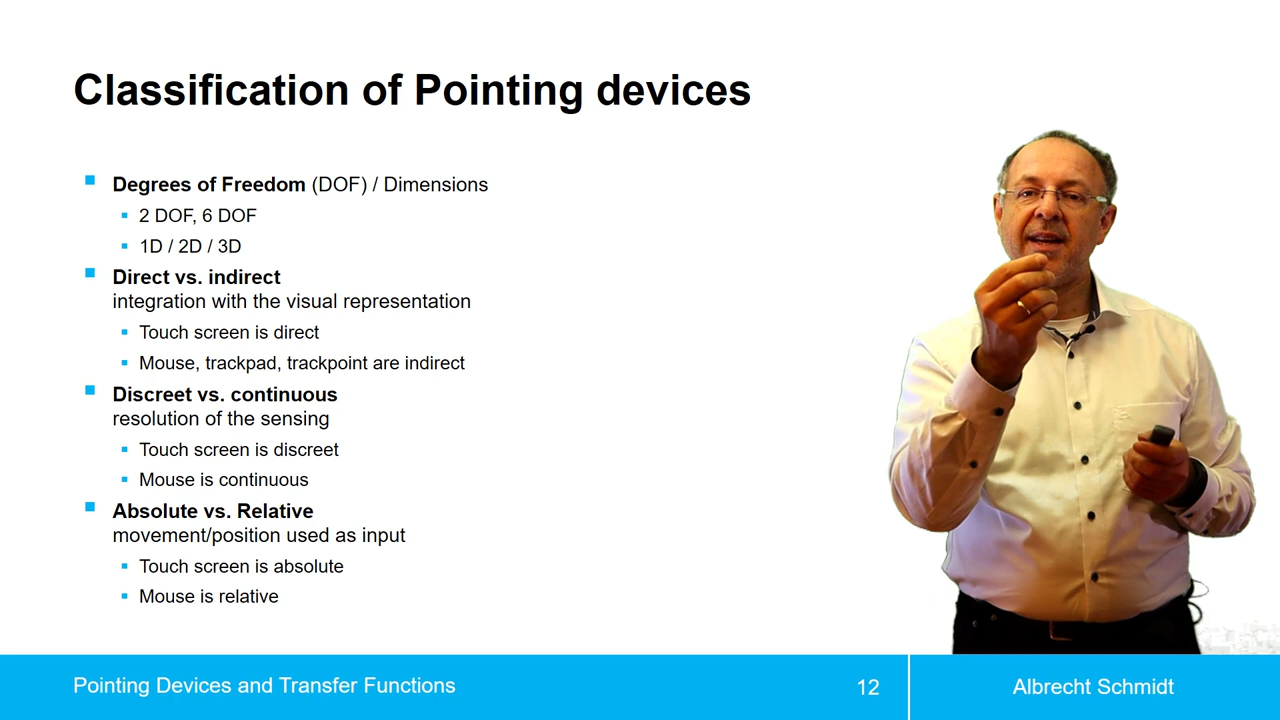 Classification of Pointing devices
Degrees of Freedom (DOF) / Dimensions
2 DOF, 6 DOF
1D / 2D / 3D
Direct vs. indirect
integration with the visual representation
Touch screen is direct
Mouse, trackpad, trackpoint are indirect
Discreet vs. continuous
resolution of the sensing
Touch screen is discreet
Mouse is continuous
Absolute vs. Relative
movement/position used as input
Touch screen is absolute
Mouse is relative
Pointing Devices and Transfer Functions
12
Albrecht Schmidt